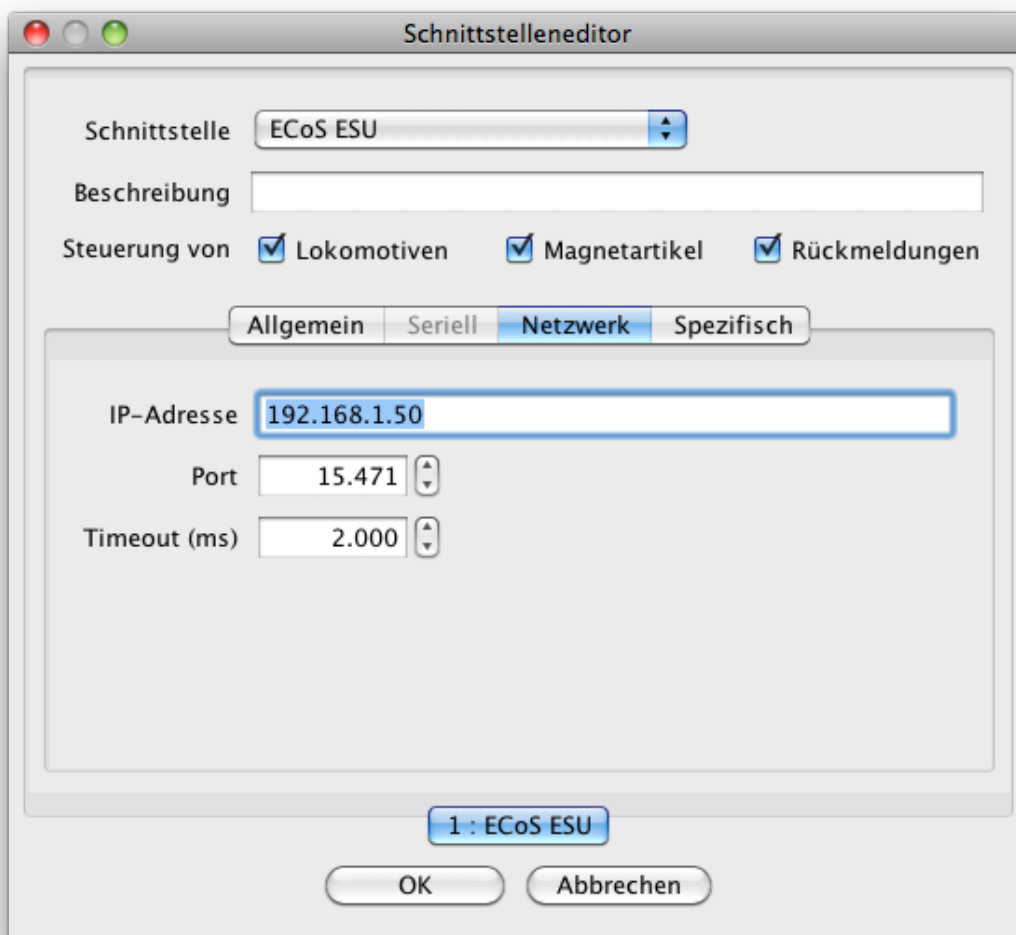 Schnittstelleneditor
Schnittstelle ECoS ESU
Beschreibung
Steuerung von Lokomotiven Magnetartikel Rückmeldungen
Allgemein Seriell Netzwerk Spezifisch
IP-Adresse 192.168.1.50
Port 15.471
Timeout (ms) 2.000
1 : ECoS ESU
OK Abbrechen